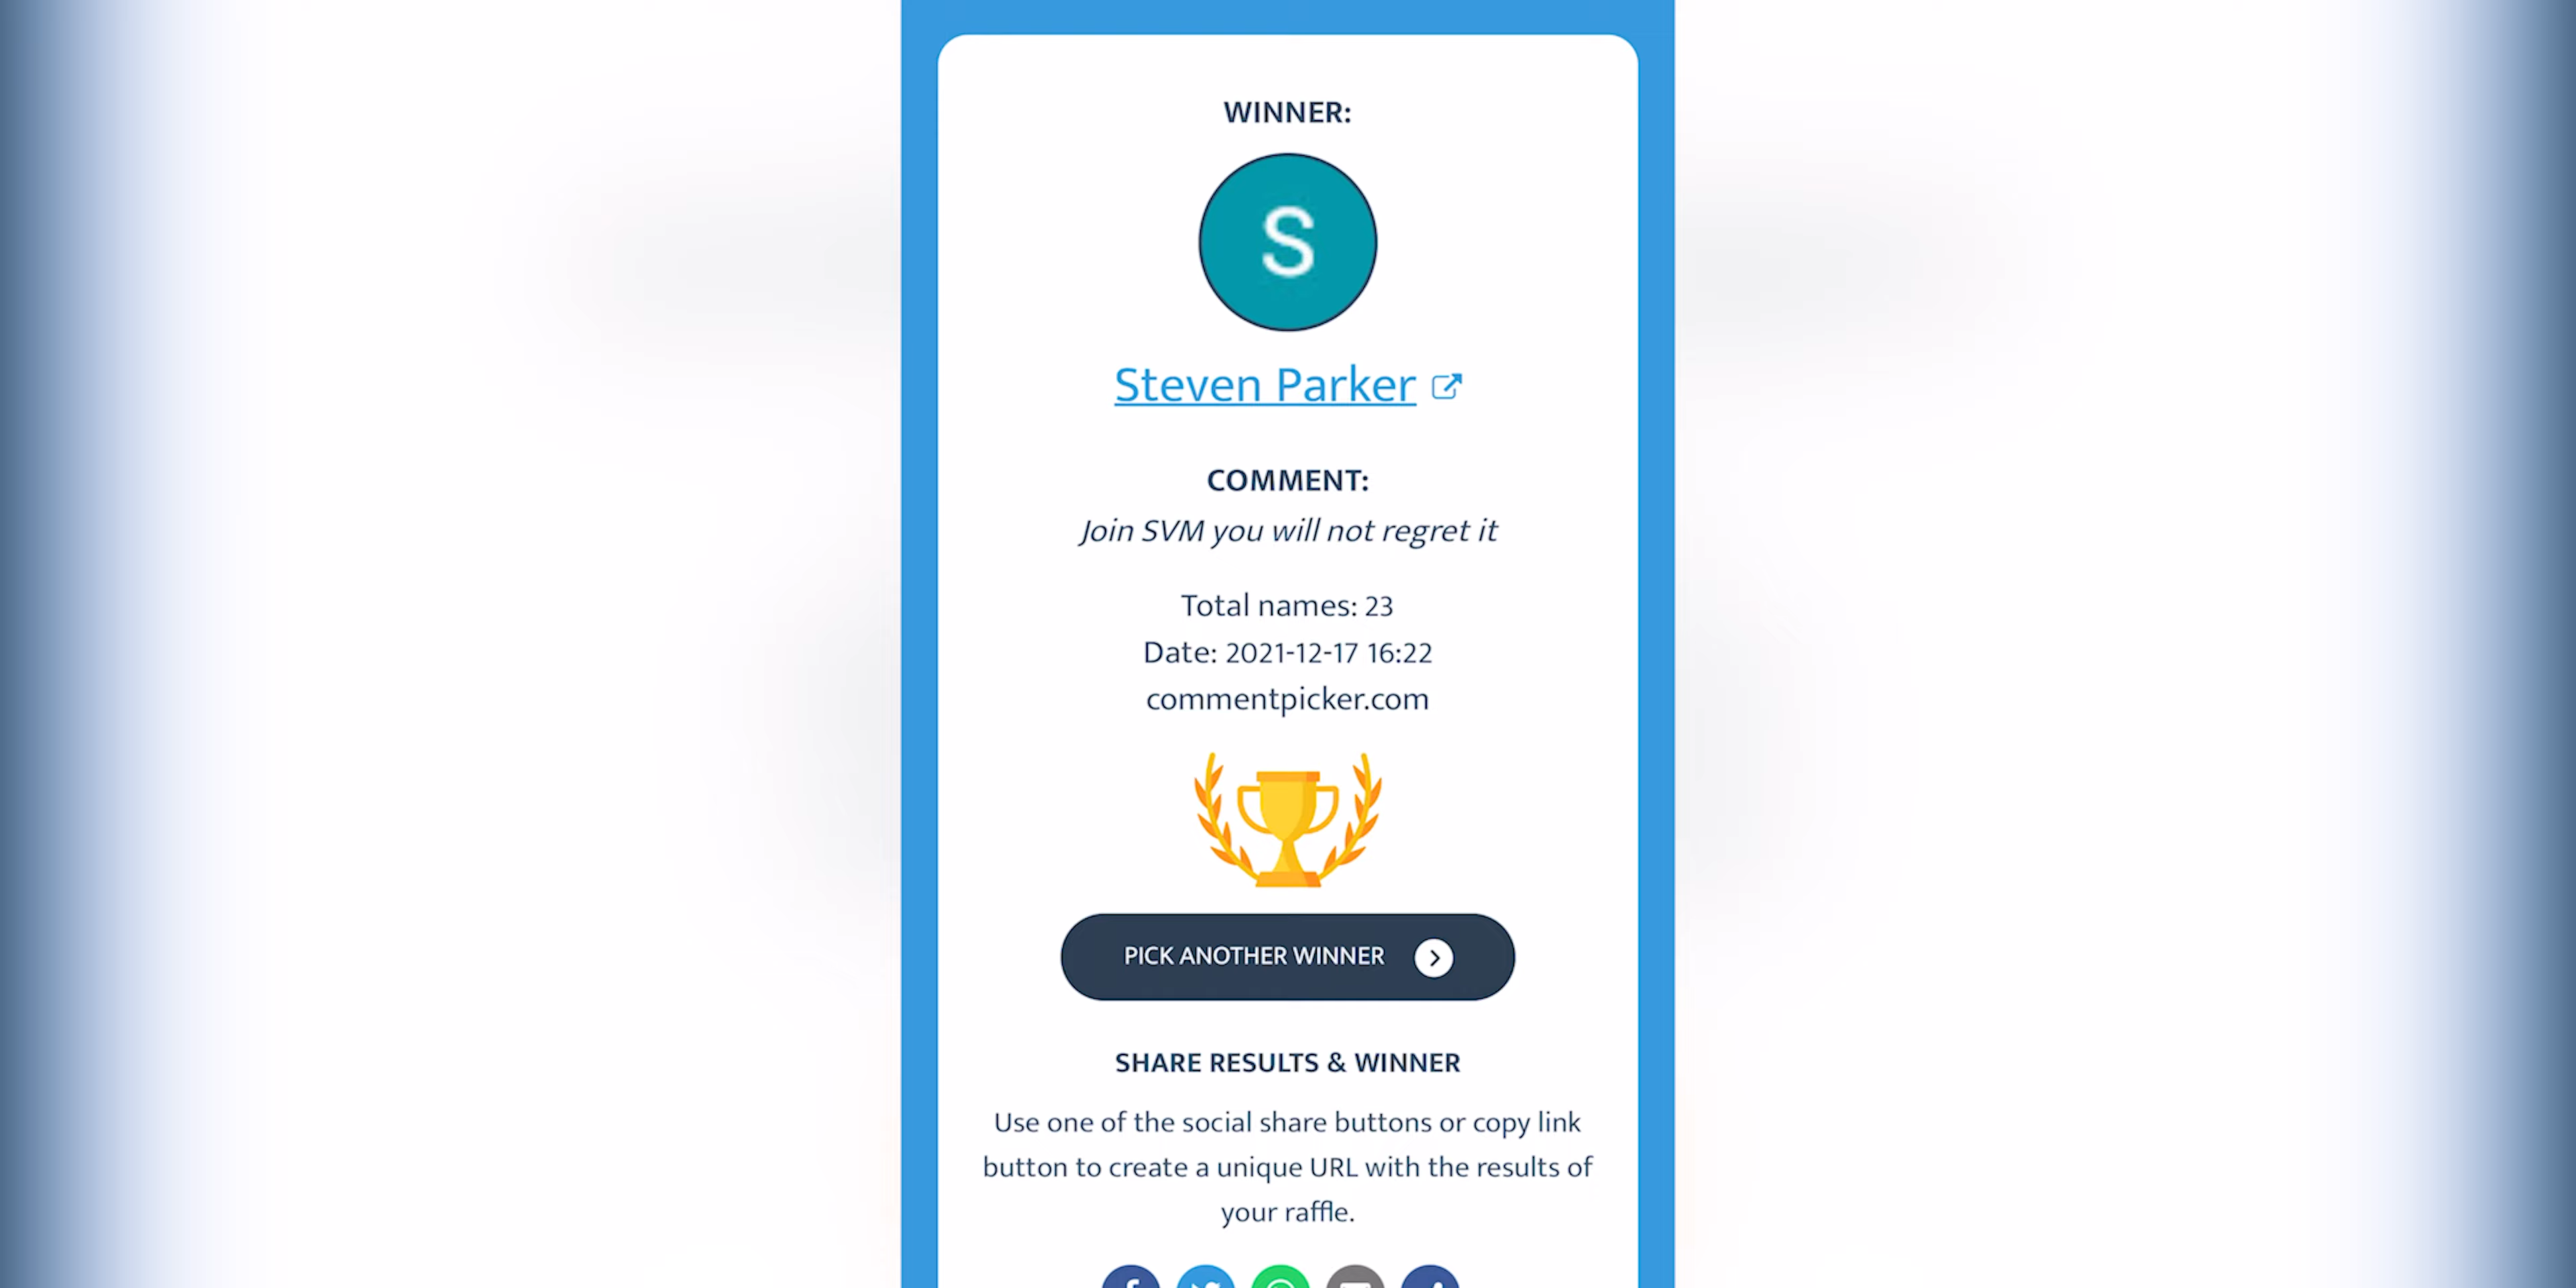 WINNER:
S
Steven Parker
COMMENT:
Join SVM you will not regret it
Total names: 23
Date: 2021-12-17 16:22
commentpicker.com
PICK ANOTHER WINNER
SHARE RESULTS & WINNER
Use one of the social share buttons or copy link
button to create a unique URL with the results of
your raffle.